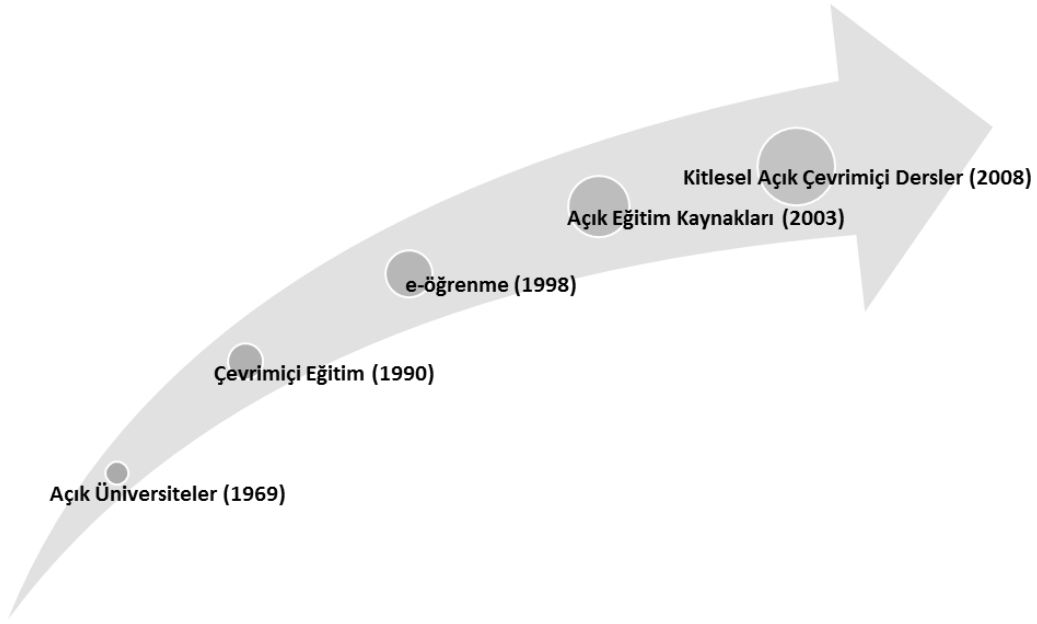 Kitlesel Açık Çevrimiçi Dersler (2008)
Açık Eğitim Kaynakları (2003)
e-öğrenme (1998)
Çevrimiçi Eğitim (1990)
Açık Üniversiteler (1969)